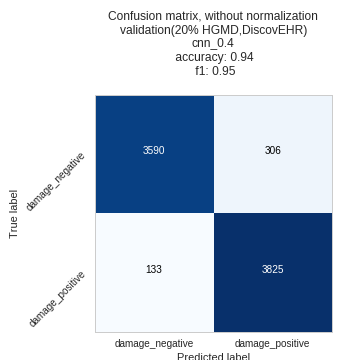 Confusion matrix, without normalization
validation(20% HGMD,DiscovEHR)
cnn_0.4
accuracy: 0.94
f1: 0.95
True label
damage_negative
3590
306
damage_positive
133
3825
damage_negative
damage_positive
Predicted label